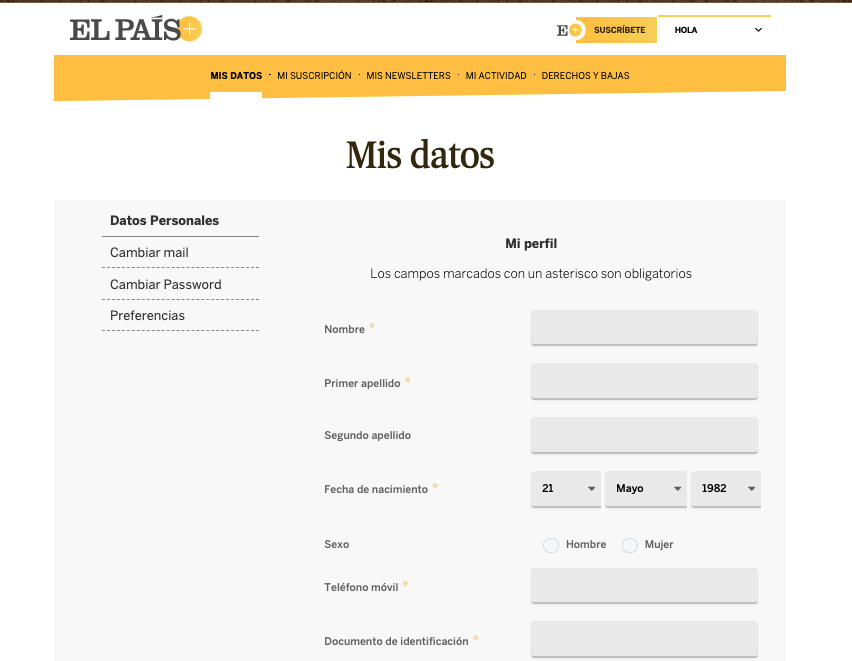 EL PAÍS+
E+ SUSCRÍBETE HOLA
MIS DATOS · MI SUSCRIPCIÓN · MIS NEWSLETTERS · MI ACTIVIDAD · DERECHOS Y BAJAS
Mis datos
Datos Personales
Cambiar mail
Cambiar Password
Preferencias
Mi perfil
Los campos marcados con un asterisco son obligatorios
Nombre *
Primer apellido *
Segundo apellido
Fecha de nacimiento * 21 Mayo 1982
Sexo Hombre Mujer
Teléfono móvil *
Documento de identificación *